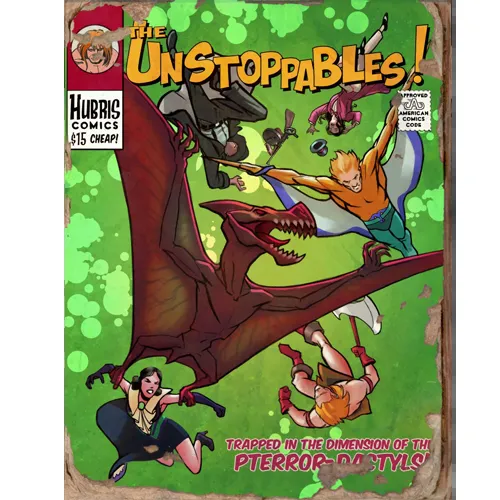 THE
UNSTOPPABLES!
HUBRIS
COMICS
$15 CHEAP!
APPROVED
AMERICAN
COMICS
CODE
TRAPPED IN THE DIMENSION OF THE
PTERROR-DACTYLS!